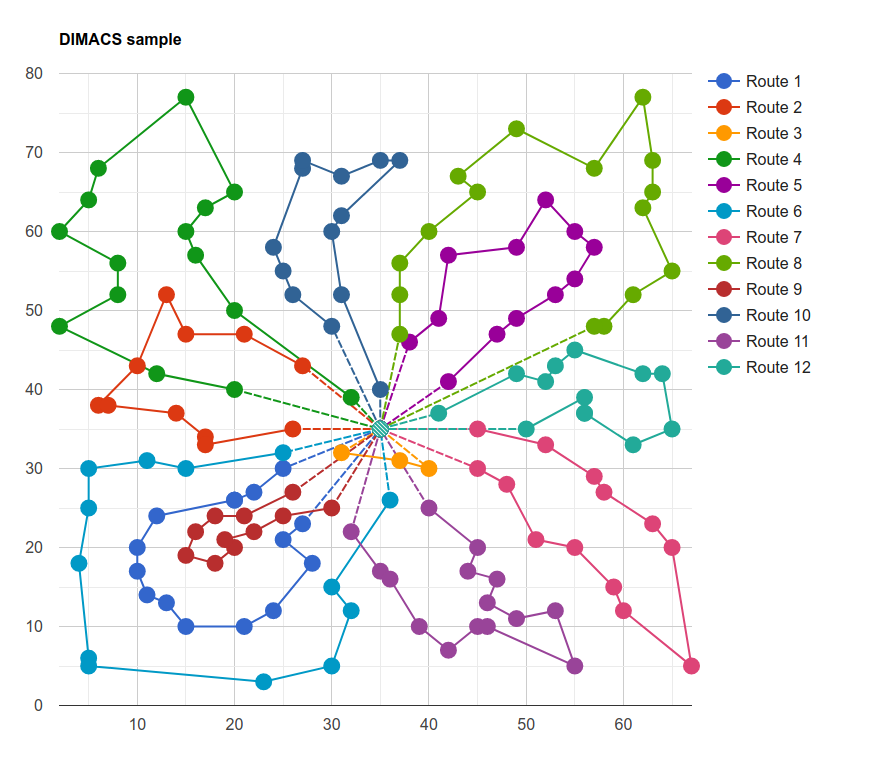 DIMACS sample
80
70
60
50
40
30
20
10
0
10 20 30 40 50 60
Route 1
Route 2
Route 3
Route 4
Route 5
Route 6
Route 7
Route 8
Route 9
Route 10
Route 11
Route 12